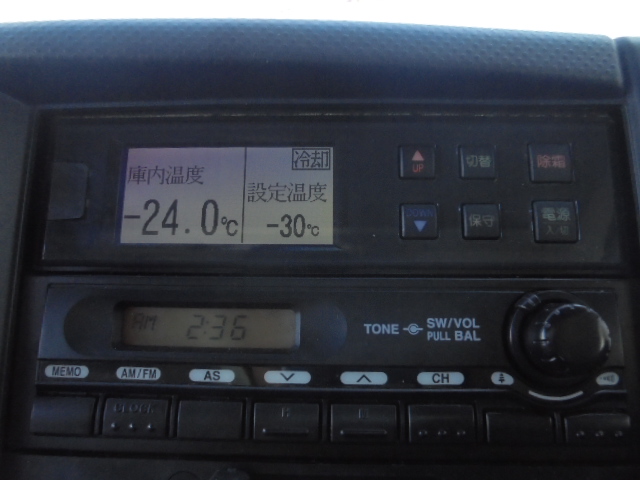 冷却
庫内温度
設定温度
-24.0℃
-30℃
UP
切替
除霜
DOWN
保守
電源
入/切
AM 2:36
TONE
SW/VOL
PULL BAL
MEMO
AM/FM
AS
CH